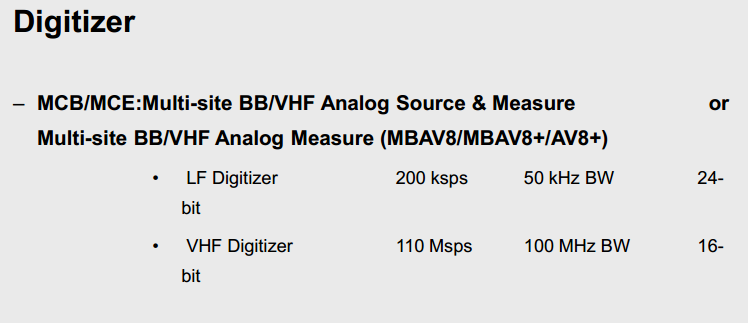 Digitizer
– MCB/MCE:Multi-site BB/VHF Analog Source & Measure or
Multi-site BB/VHF Analog Measure (MBAV8/MBAV8+/AV8+)
• LF Digitizer 200 ksps 50 kHz BW 24-
bit
• VHF Digitizer 110 Msps 100 MHz BW 16-
bit